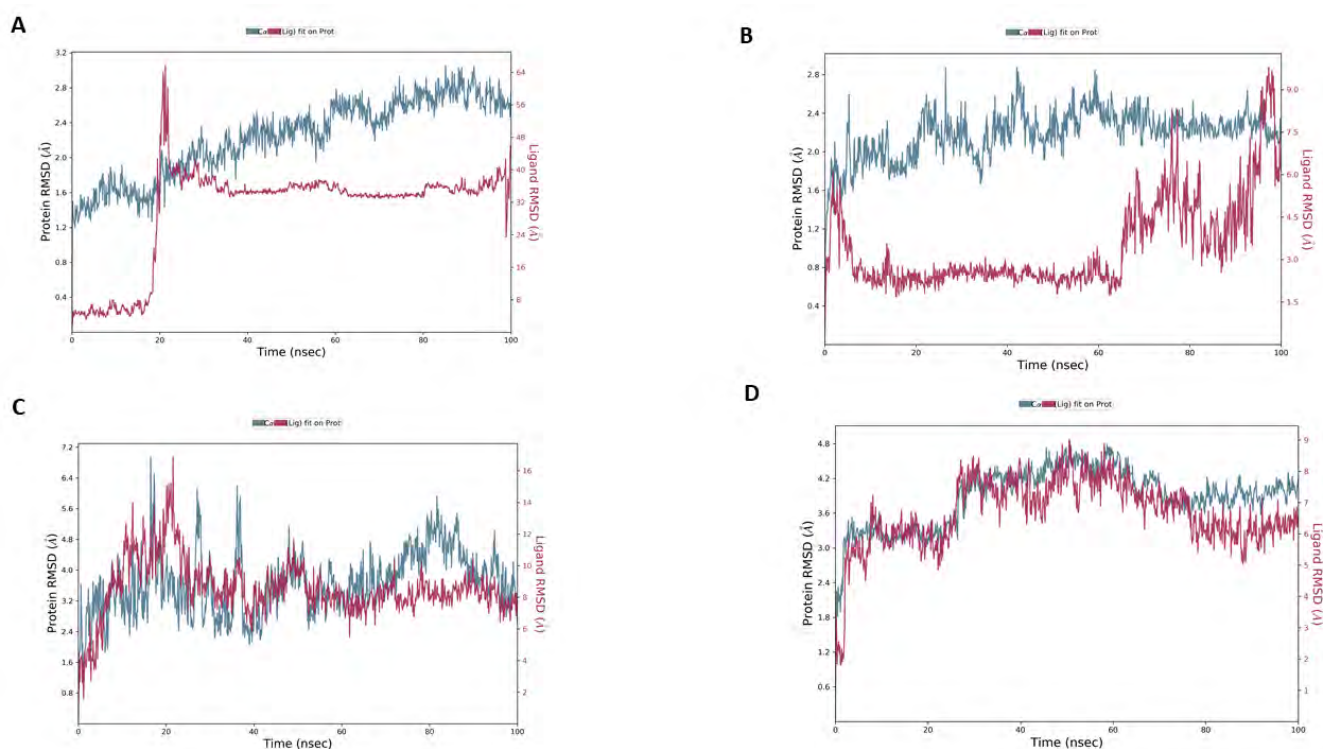 A
Cα (Lig) fit on Prot
3.2
2.8
2.4
2.0
1.6
1.2
0.8
0.4
Protein RMSD (Å)
64
56
48
40
32
24
16
8
Ligand RMSD (Å)
0 20 40 60 80 100
Time (nsec)
B
Cα (Lig) fit on Prot
2.8
2.4
2.0
1.6
1.2
0.8
0.4
Protein RMSD (Å)
9.0
7.5
6.0
4.5
3.0
1.5
Ligand RMSD (Å)
0 20 40 60 80 100
Time (nsec)
C
Cα (Lig) fit on Prot
7.2
6.4
5.6
4.8
4.0
3.2
2.4
1.6
0.8
Protein RMSD (Å)
16
14
12
10
8
6
4
2
Ligand RMSD (Å)
0 20 40 60 80 100
Time (nsec)
D
Cα (Lig) fit on Prot
4.8
4.2
3.6
3.0
2.4
1.8
1.2
0.6
Protein RMSD (Å)
9
8
7
6
5
4
3
2
1
Ligand RMSD (Å)
0 20 40 60 80 100
Time (nsec)